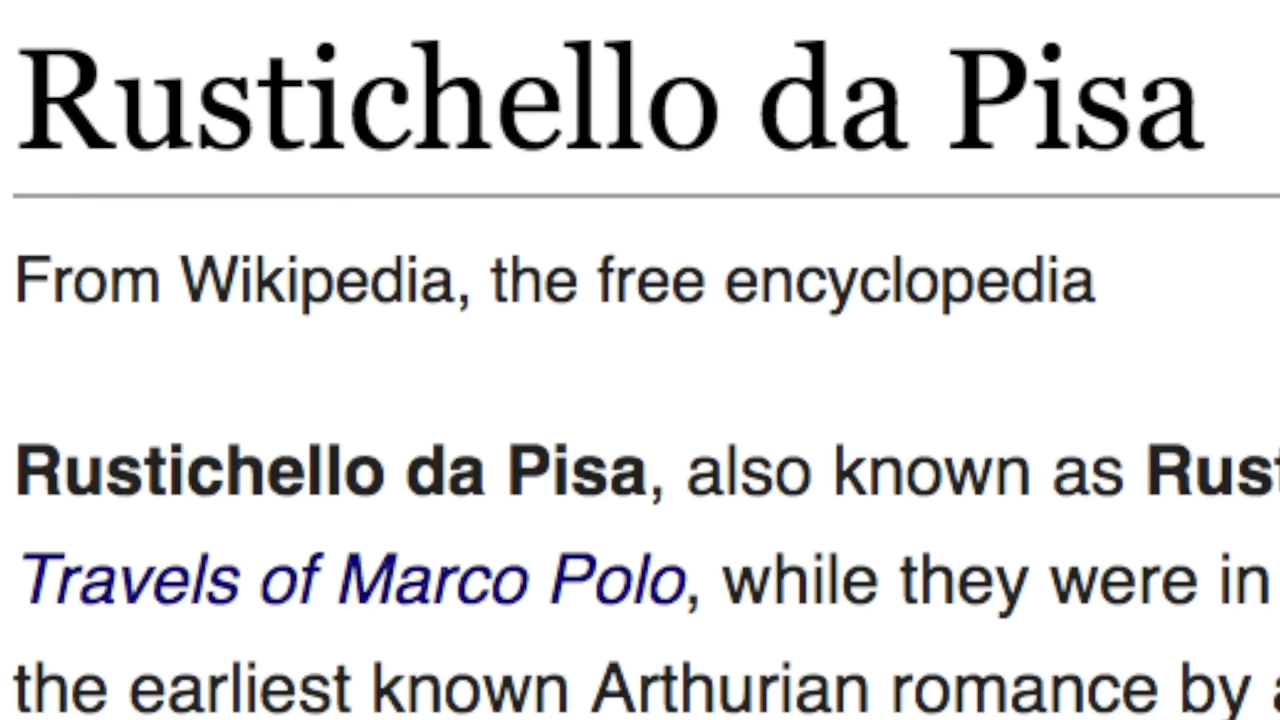 Rustichello da Pisa
From Wikipedia, the free encyclopedia
Rustichello da Pisa, also known as
Travels of Marco Polo, while they were in
the earliest known Arthurian romance by